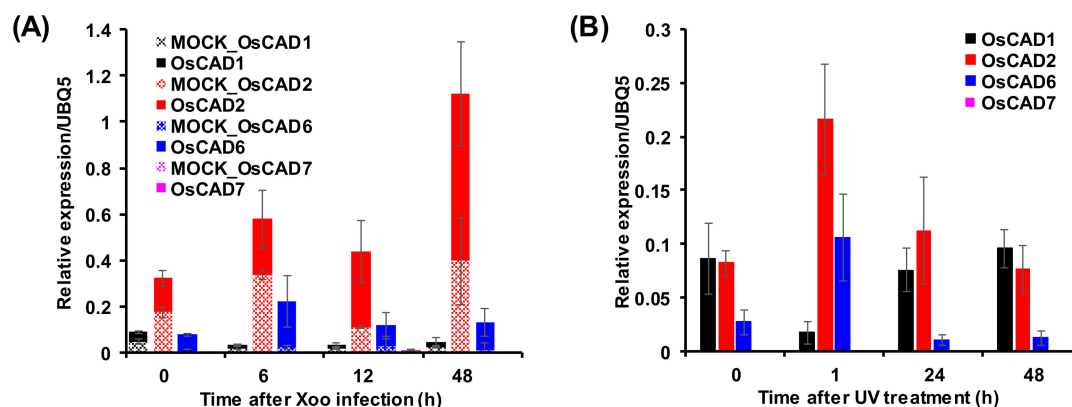 (A)
Relative expression/UBQ5
1.4
1.2
1
0.8
0.6
0.4
0.2
0
MOCK_OsCAD1
OsCAD1
MOCK_OsCAD2
OsCAD2
MOCK_OsCAD6
OsCAD6
MOCK_OsCAD7
OsCAD7
0 6 12 48
Time after Xoo infection (h)
(B)
Relative expression/UBQ5
0.3
0.25
0.2
0.15
0.1
0.05
0
OsCAD1
OsCAD2
OsCAD6
OsCAD7
0 1 24 48
Time after UV treatment (h)